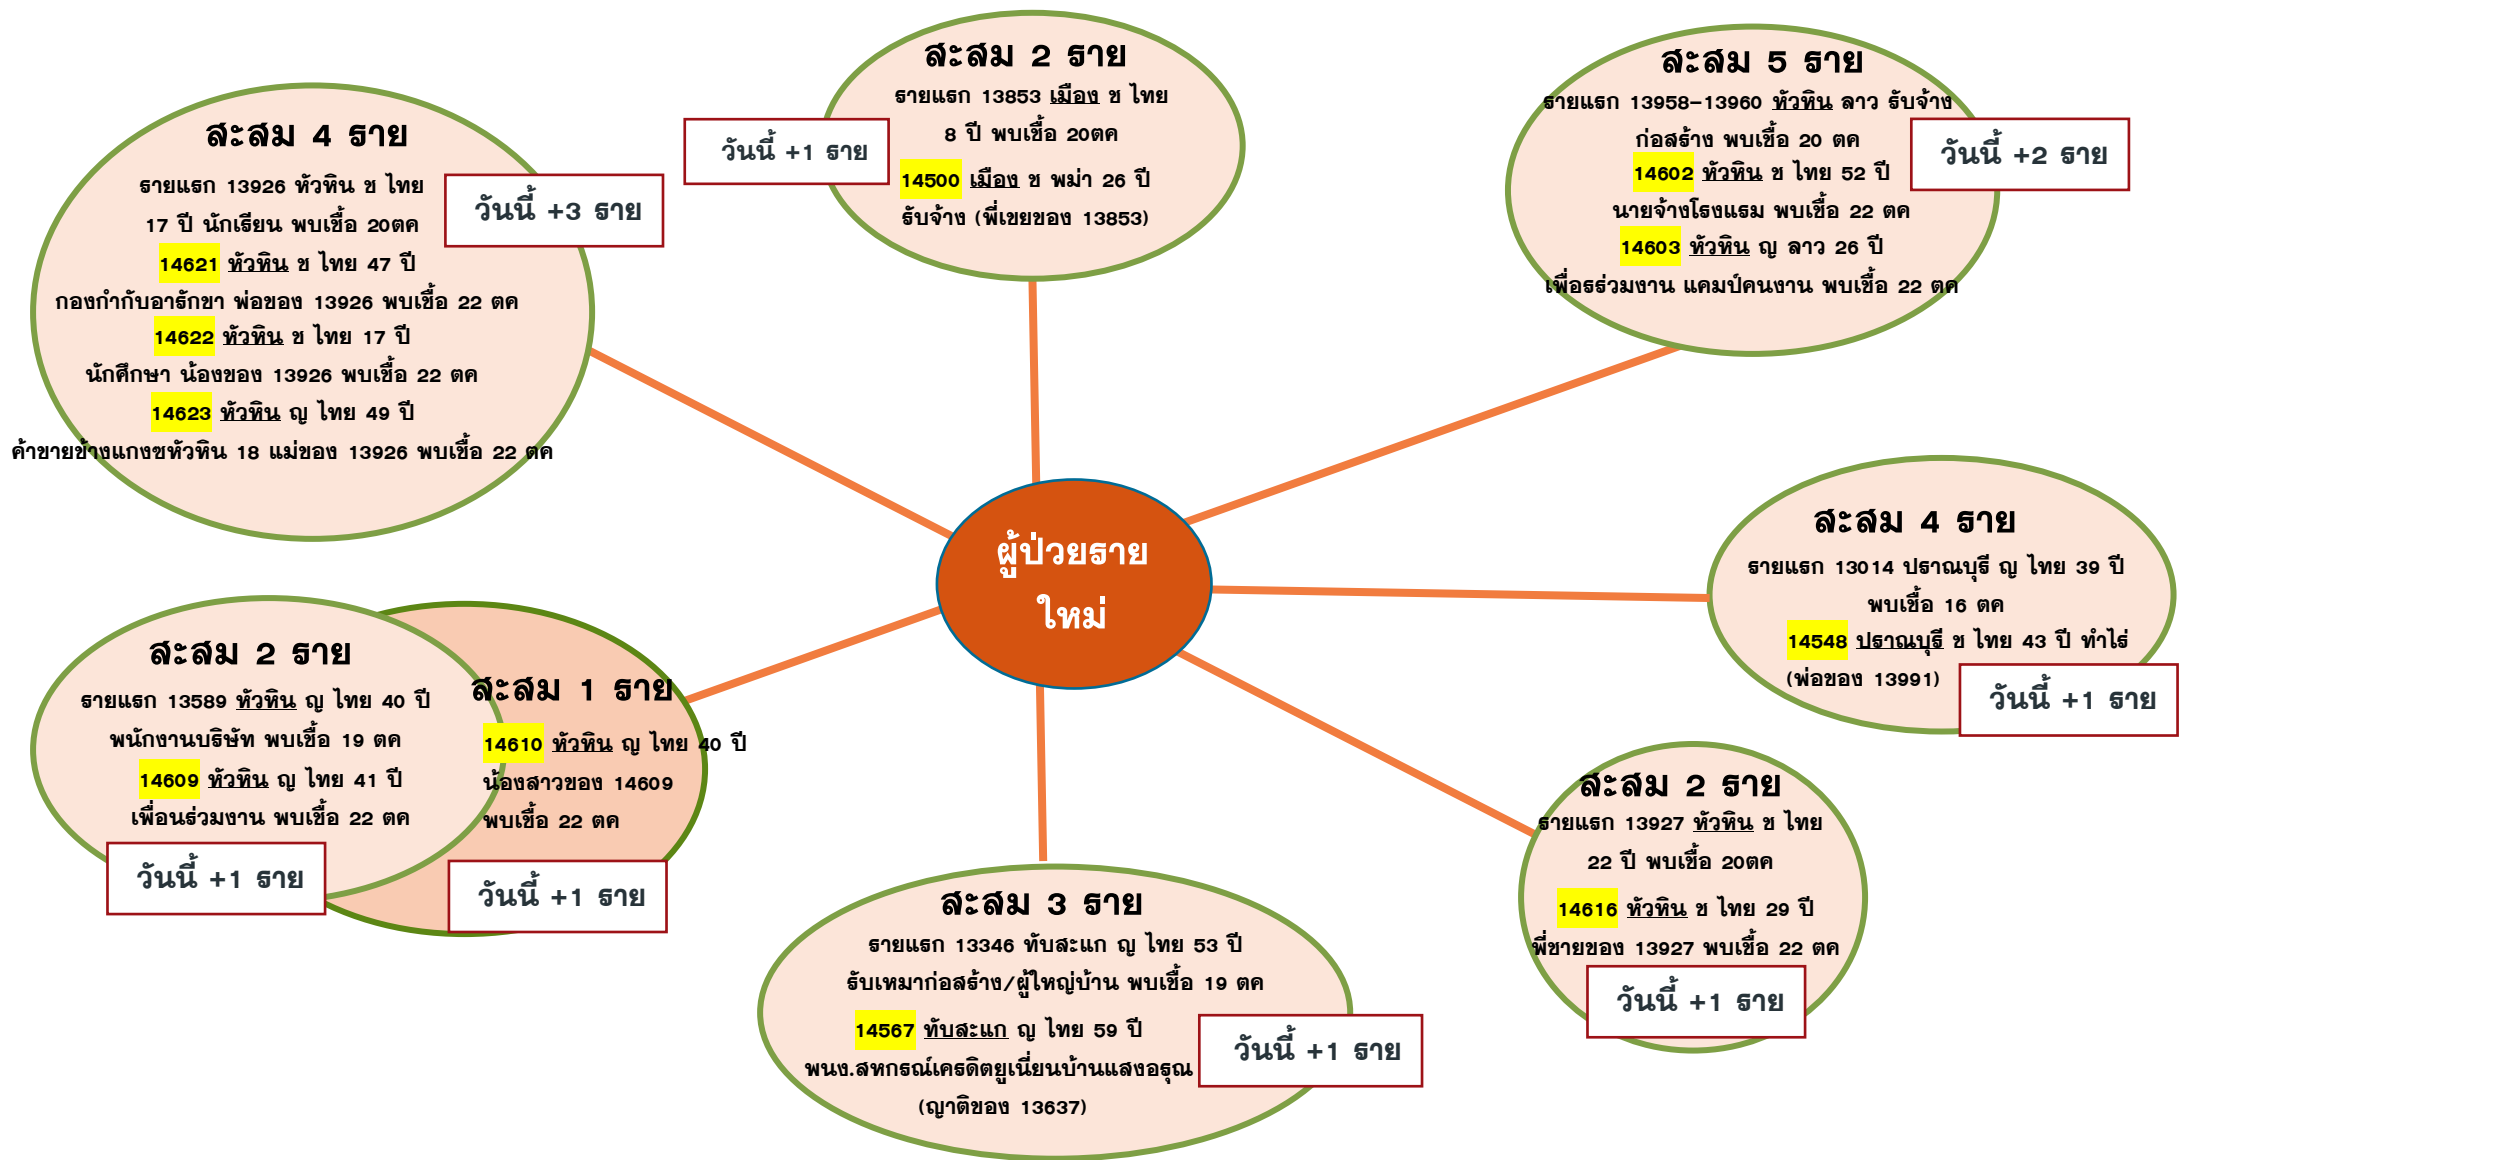 สะสม 4 ราย
รายแรก 13926 หัวหิน ช ไทย
17 ปี นักเรียน พบเชื้อ 20ตค
14621 หัวหิน ช ไทย 47 ปี
กองกำกับอารักขา พ่อของ 13926 พบเชื้อ 22 ตค
14622 หัวหิน ช ไทย 17 ปี
นักศึกษา น้องของ 13926 พบเชื้อ 22 ตค
14623 หัวหิน ญ ไทย 49 ปี
ค้าขายข้างแกงซหัวหิน 18 แม่ของ 13926 พบเชื้อ 22 ตค
วันนี้ +3 ราย
สะสม 2 ราย
รายแรก 13853 เมือง ช ไทย
8 ปี พบเชื้อ 20ตค
14500 เมือง ช พม่า 26 ปี
รับจ้าง (พี่เขยของ 13853)
วันนี้ +1 ราย
สะสม 5 ราย
รายแรก 13958-13960 หัวหิน ลาว รับจ้าง
ก่อสร้าง พบเชื้อ 20 ตค
14602 หัวหิน ช ไทย 52 ปี
นายจ้างโรงแรม พบเชื้อ 22 ตค
14603 หัวหิน ญ ลาว 26 ปี
เพื่อรร่วมงาน แคมป์คนงาน พบเชื้อ 22 ตค
วันนี้ +2 ราย
ผู้ป่วยราย
ใหม่
สะสม 4 ราย
รายแรก 13014 ปราณบุรี ญ ไทย 39 ปี
พบเชื้อ 16 ตค
14548 ปราณบุรี ช ไทย 43 ปี ทำไร่
(พ่อของ 13991)
วันนี้ +1 ราย
สะสม 2 ราย
รายแรก 13589 หัวหิน ญ ไทย 40 ปี
พนักงานบริษัท พบเชื้อ 19 ตค
14609 หัวหิน ญ ไทย 41 ปี
เพื่อนร่วมงาน พบเชื้อ 22 ตค
วันนี้ +1 ราย
สะสม 1 ราย
14610 หัวหิน ญ ไทย 40 ปี
น้องสาวของ 14609
พบเชื้อ 22 ตค
วันนี้ +1 ราย
สะสม 3 ราย
รายแรก 13346 ทับสะแก ญ ไทย 53 ปี
รับเหมาก่อสร้าง/ผู้ใหญ่บ้าน พบเชื้อ 19 ตค
14567 ทับสะแก ญ ไทย 59 ปี
พนง.สหกรณ์เครดิตยูเนี่ยนบ้านแสงอรุณ
(ญาติของ 13637)
วันนี้ +1 ราย
สะสม 2 ราย
รายแรก 13927 หัวหิน ช ไทย
22 ปี พบเชื้อ 20ตค
14616 หัวหิน ช ไทย 29 ปี
พี่ชายของ 13927 พบเชื้อ 22 ตค
วันนี้ +1 ราย